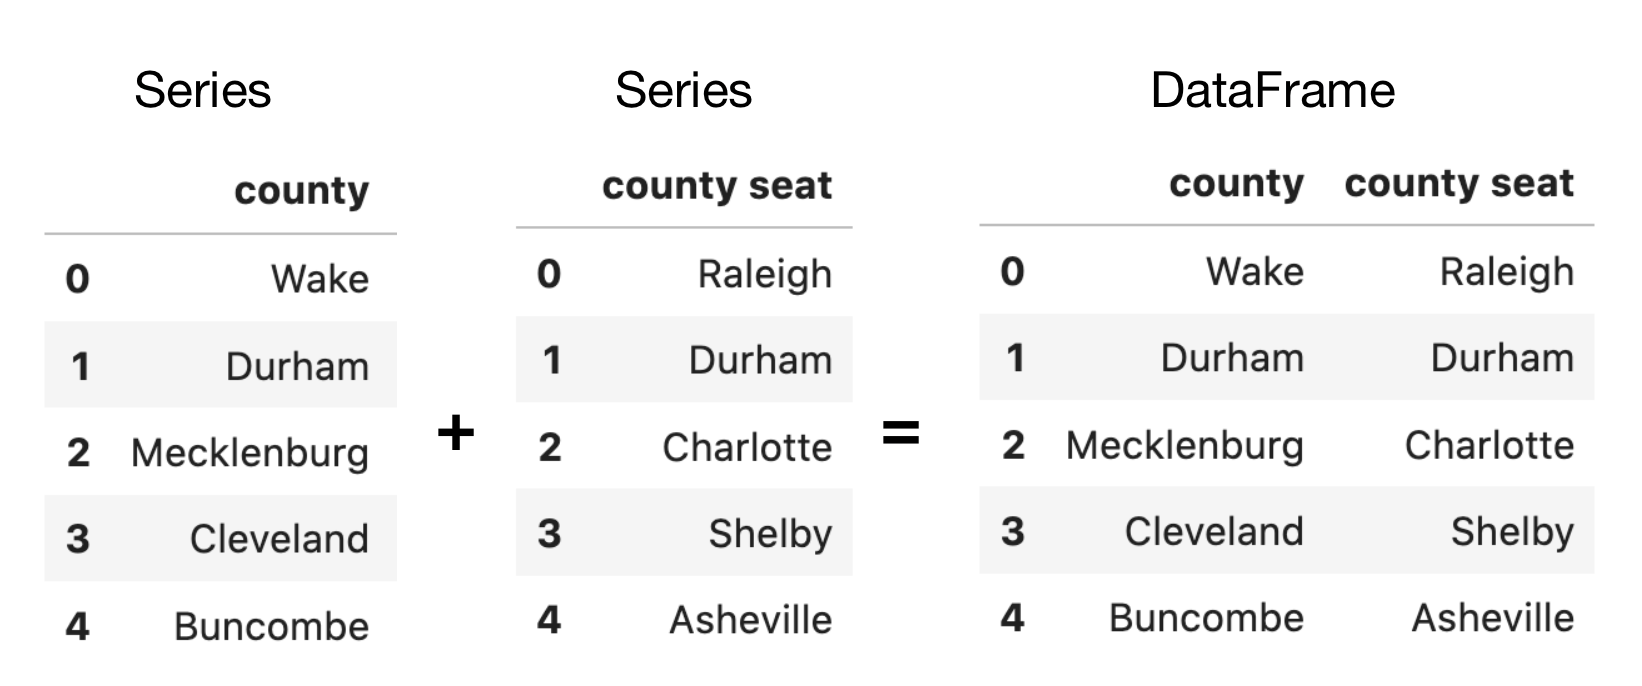 Series Series DataFrame
county county seat county county seat
0 Wake 0 Raleigh 0 Wake Raleigh
1 Durham 1 Durham 1 Durham Durham
2 Mecklenburg + 2 Charlotte = 2 Mecklenburg Charlotte
3 Cleveland 3 Shelby 3 Cleveland Shelby
4 Buncombe 4 Asheville 4 Buncombe Asheville